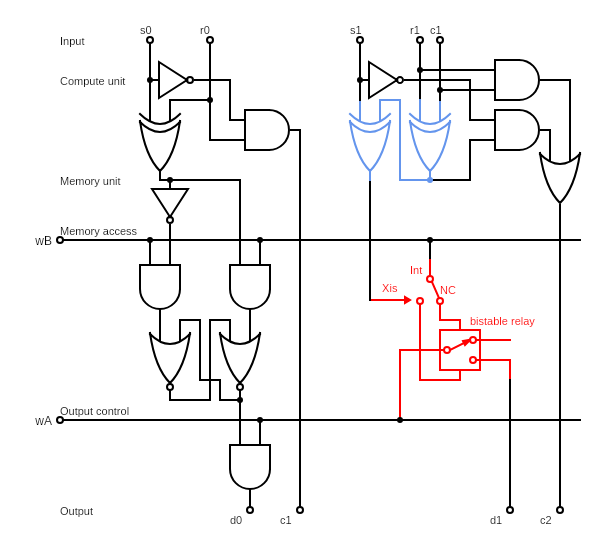 s0 r0 s1 r1 c1
Input
Compute unit
Memory unit
Memory access
wB
Int
Xis NC
bistable relay
Output control
wA
Output
d0 c1 d1 c2